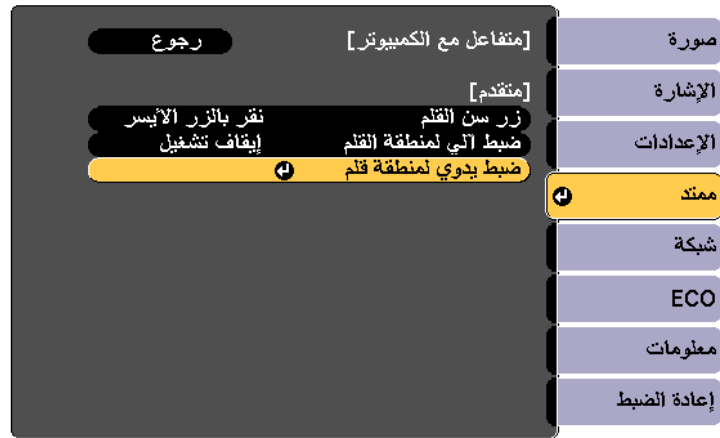 صورة
الإشارة
الإعدادات
ممتد
شبكة
ECO
معلومات
إعادة الضبط
[متفاعل مع الكمبيوتر] رجوع
[متقدم]
زر سن القلم نقر بالزر الأيسر
ضبط آلي لمنطقة القلم إيقاف تشغيل
ضبط يدوي لمنطقة قلم